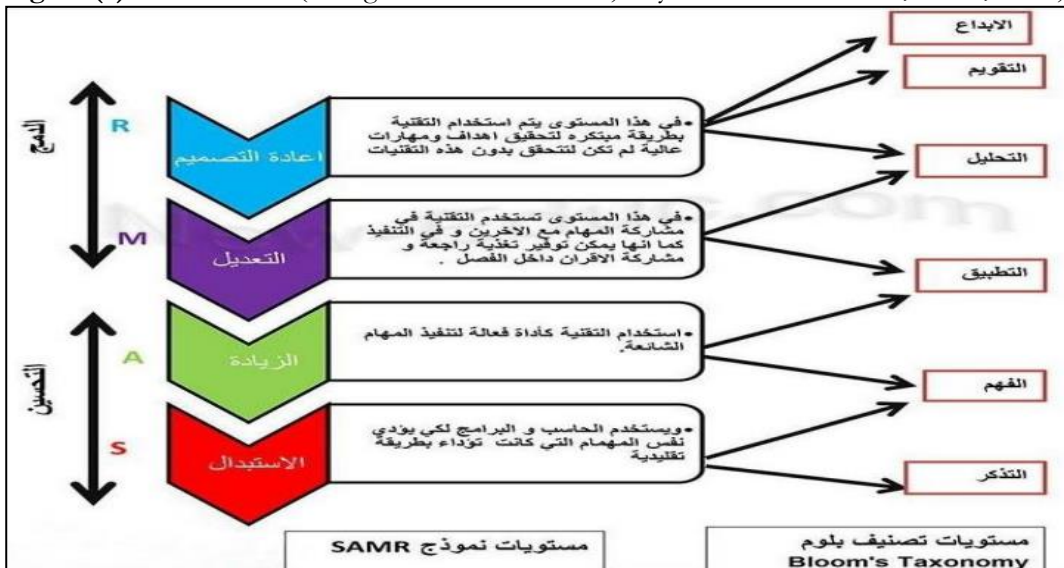 الابداع
التقويم
الدمج
R
اعادة التصميم
•في هذا المستوى يتم استخدام التقنية
بطريقة مبتكره لتحقيق اهداف ومهارات
عالية لم تكن لتتحقق بدون هذه التقنيات
التحليل
M
التعديل
•في هذا المستوى تستخدم التقنية في
مشاركة المهام مع الاخرين و في التنفيذ
كما انها يمكن توفير تغذية راجعة و
مشاركة الاقران داخل الفصل .
التطبيق
التحسين
A
الزيادة
•استخدام التقنية كأداة فعالة لتنفيذ المهام
الشائعة.
الفهم
S
الاستبدال
•ويستخدم الحاسب و البرامج لكي يؤدي
نفس المهمام التي كانت تؤداء بطريقة
تقليدية
التذكر
مستويات نموذج SAMR
مستويات تصنيف بلوم
Bloom's Taxonomy